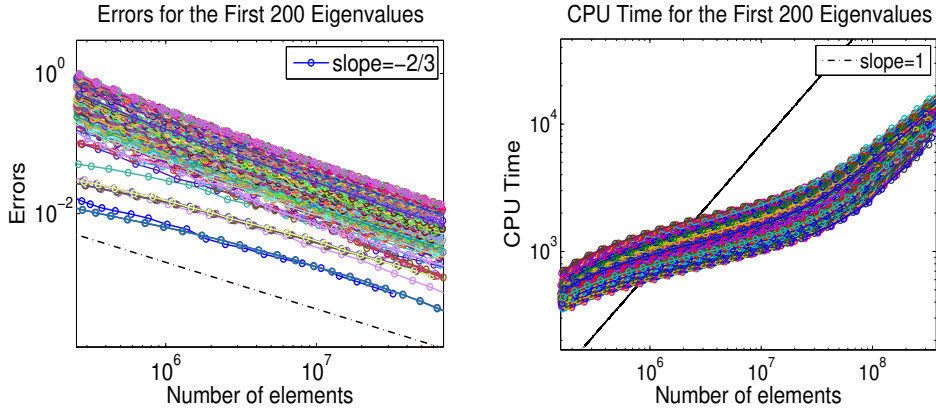 Errors for the First 200 Eigenvalues
slope=−2/3
10^0
10^-2
Errors
10^6
10^7
Number of elements
CPU Time for the First 200 Eigenvalues
slope=1
10^4
10^3
CPU Time
10^6
10^7
10^8
Number of elements